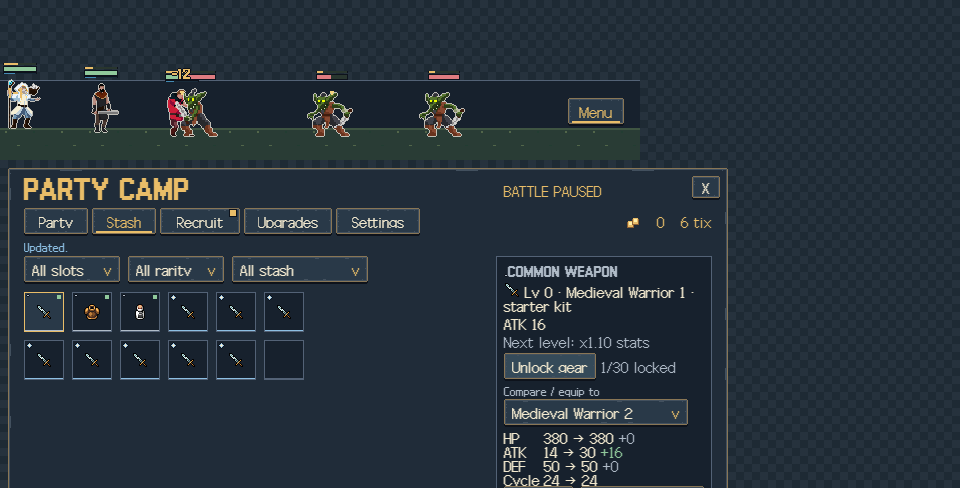 -12
Menu
PARTY CAMP
BATTLE PAUSED
X
Party
Stash
Recruit
Upgrades
Settings
0 6 tix
Updated.
All slots v
All rarity v
All stash v
COMMON WEAPON
Lv 0 · Medieval Warrior 1 ·
starter kit
ATK 16
Next level: x1.10 stats
Unlock gear 1/30 locked
Compare / equip to
Medieval Warrior 2 v
HP 380 → 380 +0
ATK 14 → 30 +16
DEF 50 → 50 +0
Cycle 24 → 24